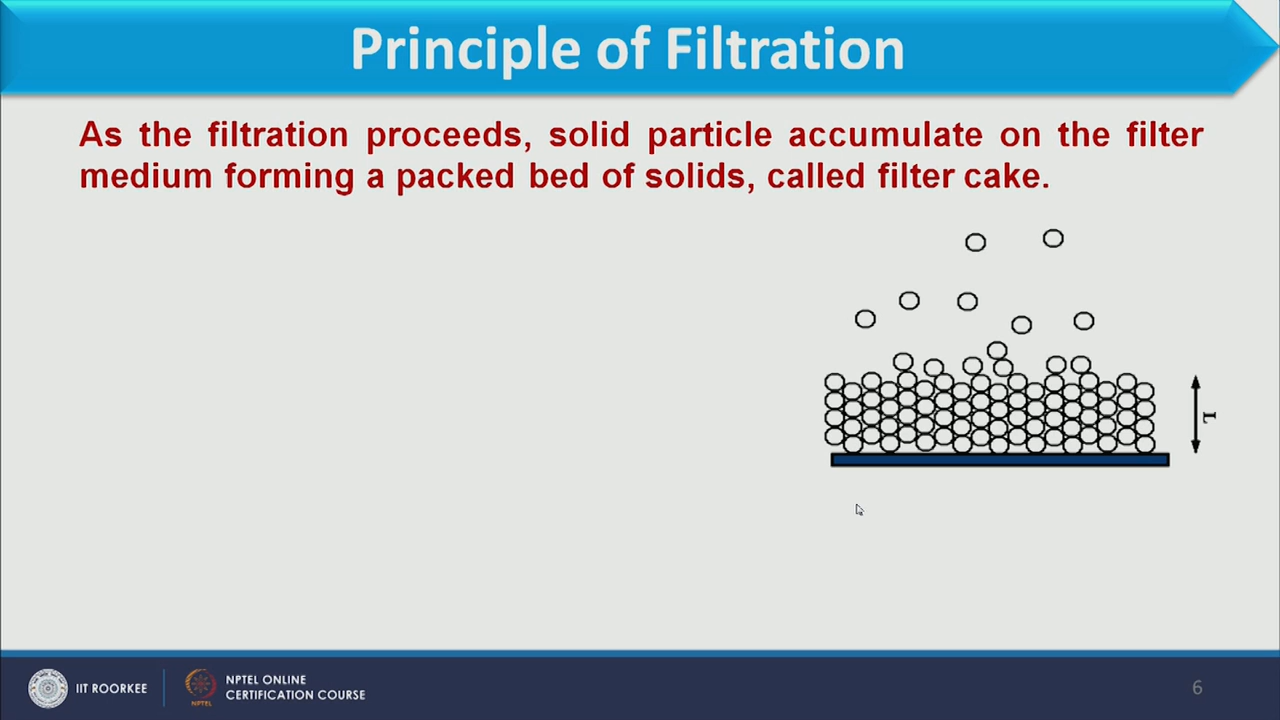 Principle of Filtration
As the filtration proceeds, solid particle accumulate on the filter
medium forming a packed bed of solids, called filter cake.
L
IIT ROORKEE
NPTEL
NPTEL ONLINE
CERTIFICATION COURSE
6